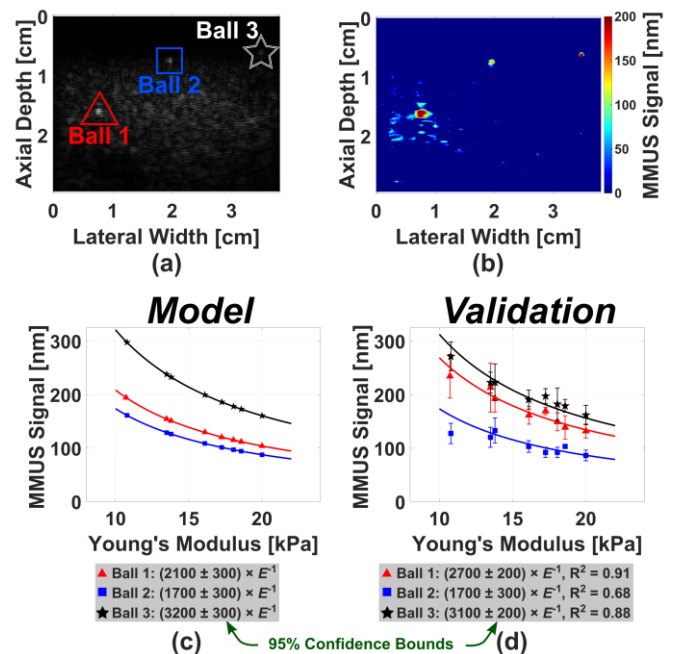 0
1
2
Axial Depth [cm]
Ball 3
Ball 2
Ball 1
0 1 2 3
Lateral Width [cm]
(a)
0
1
2
Axial Depth [cm]
0 1 2 3
Lateral Width [cm]
(b)
200
150
100
50
0
MMUS Signal [nm]
Model
300
200
100
0
MMUS Signal [nm]
10 15 20
Young's Modulus [kPa]
Ball 1: (2100 ± 300) × E⁻¹
Ball 2: (1700 ± 300) × E⁻¹
Ball 3: (3200 ± 300) × E⁻¹
(c)
Validation
300
200
100
0
MMUS Signal [nm]
10 15 20
Young's Modulus [kPa]
Ball 1: (2700 ± 200) × E⁻¹, R² = 0.91
Ball 2: (1700 ± 300) × E⁻¹, R² = 0.68
Ball 3: (3100 ± 200) × E⁻¹, R² = 0.88
(d)
95% Confidence Bounds